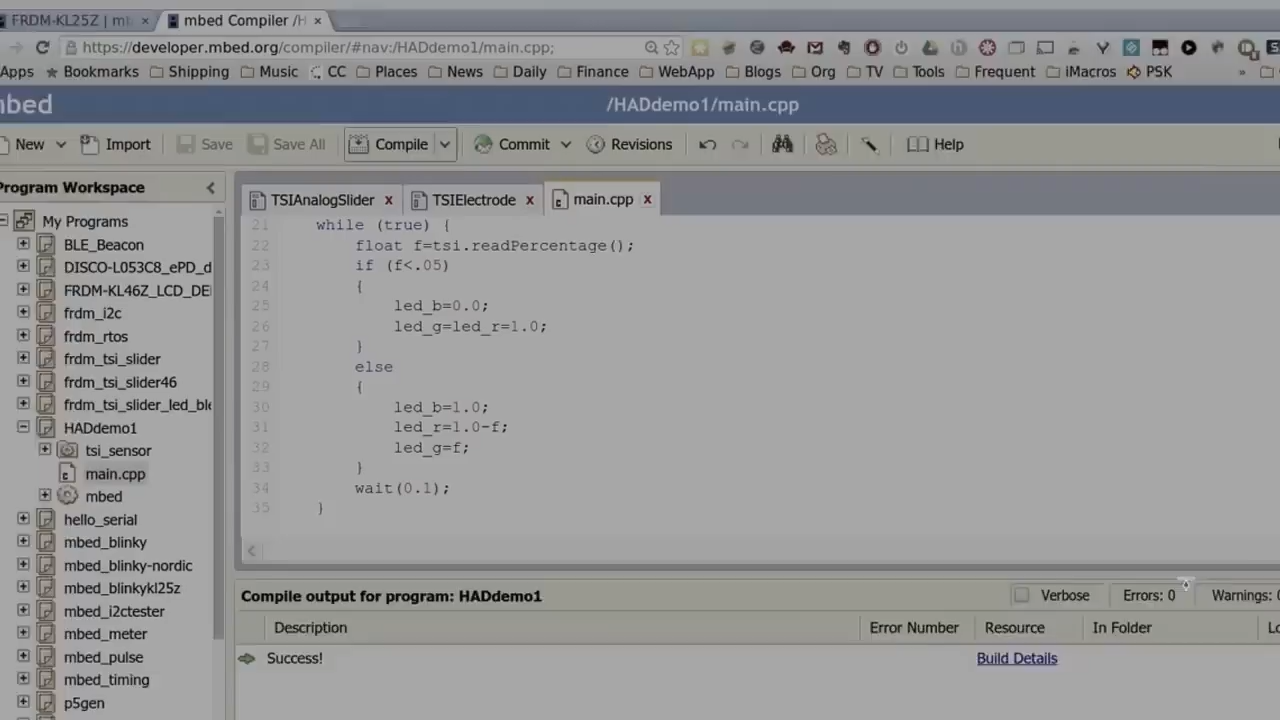 FRDM-KL25Z | m
mbed Compiler /H
https://developer.mbed.org/compiler/#nav:/HADdemo1/main.cpp;
Apps Bookmarks Shipping Music CC Places News Daily Finance WebApp Blogs Org TV Tools Frequent iMacros PSK »
mbed
/HADdemo1/main.cpp
New Import Save Save All Compile Commit Revisions Help
Program Workspace
TSIAnalogSlider
TSIElectrode
main.cpp
My Programs
BLE_Beacon
DISCO-L053C8_ePD_d
FRDM-KL46Z_LCD_DE
frdm_i2c
frdm_rtos
frdm_tsi_slider
frdm_tsi_slider46
frdm_tsi_slider_led_ble
HADdemo1
tsi_sensor
main.cpp
mbed
hello_serial
mbed_blinky
mbed_blinky-nordic
mbed_blinkykl25z
mbed_i2ctester
mbed_meter
mbed_pulse
mbed_timing
p5gen
21 while (true) {
22 float f=tsi.readPercentage();
23 if (f<.05)
24 {
25 led_b=0.0;
26 led_g=led_r=1.0;
27 }
28 else
29 {
30 led_b=1.0;
31 led_r=1.0-f;
32 led_g=f;
33 }
34 wait(0.1);
35 }
Compile output for program: HADdemo1
Verbose
Errors: 0
Warnings: 0
Description Error Number Resource In Folder Lo
Success! Build Details